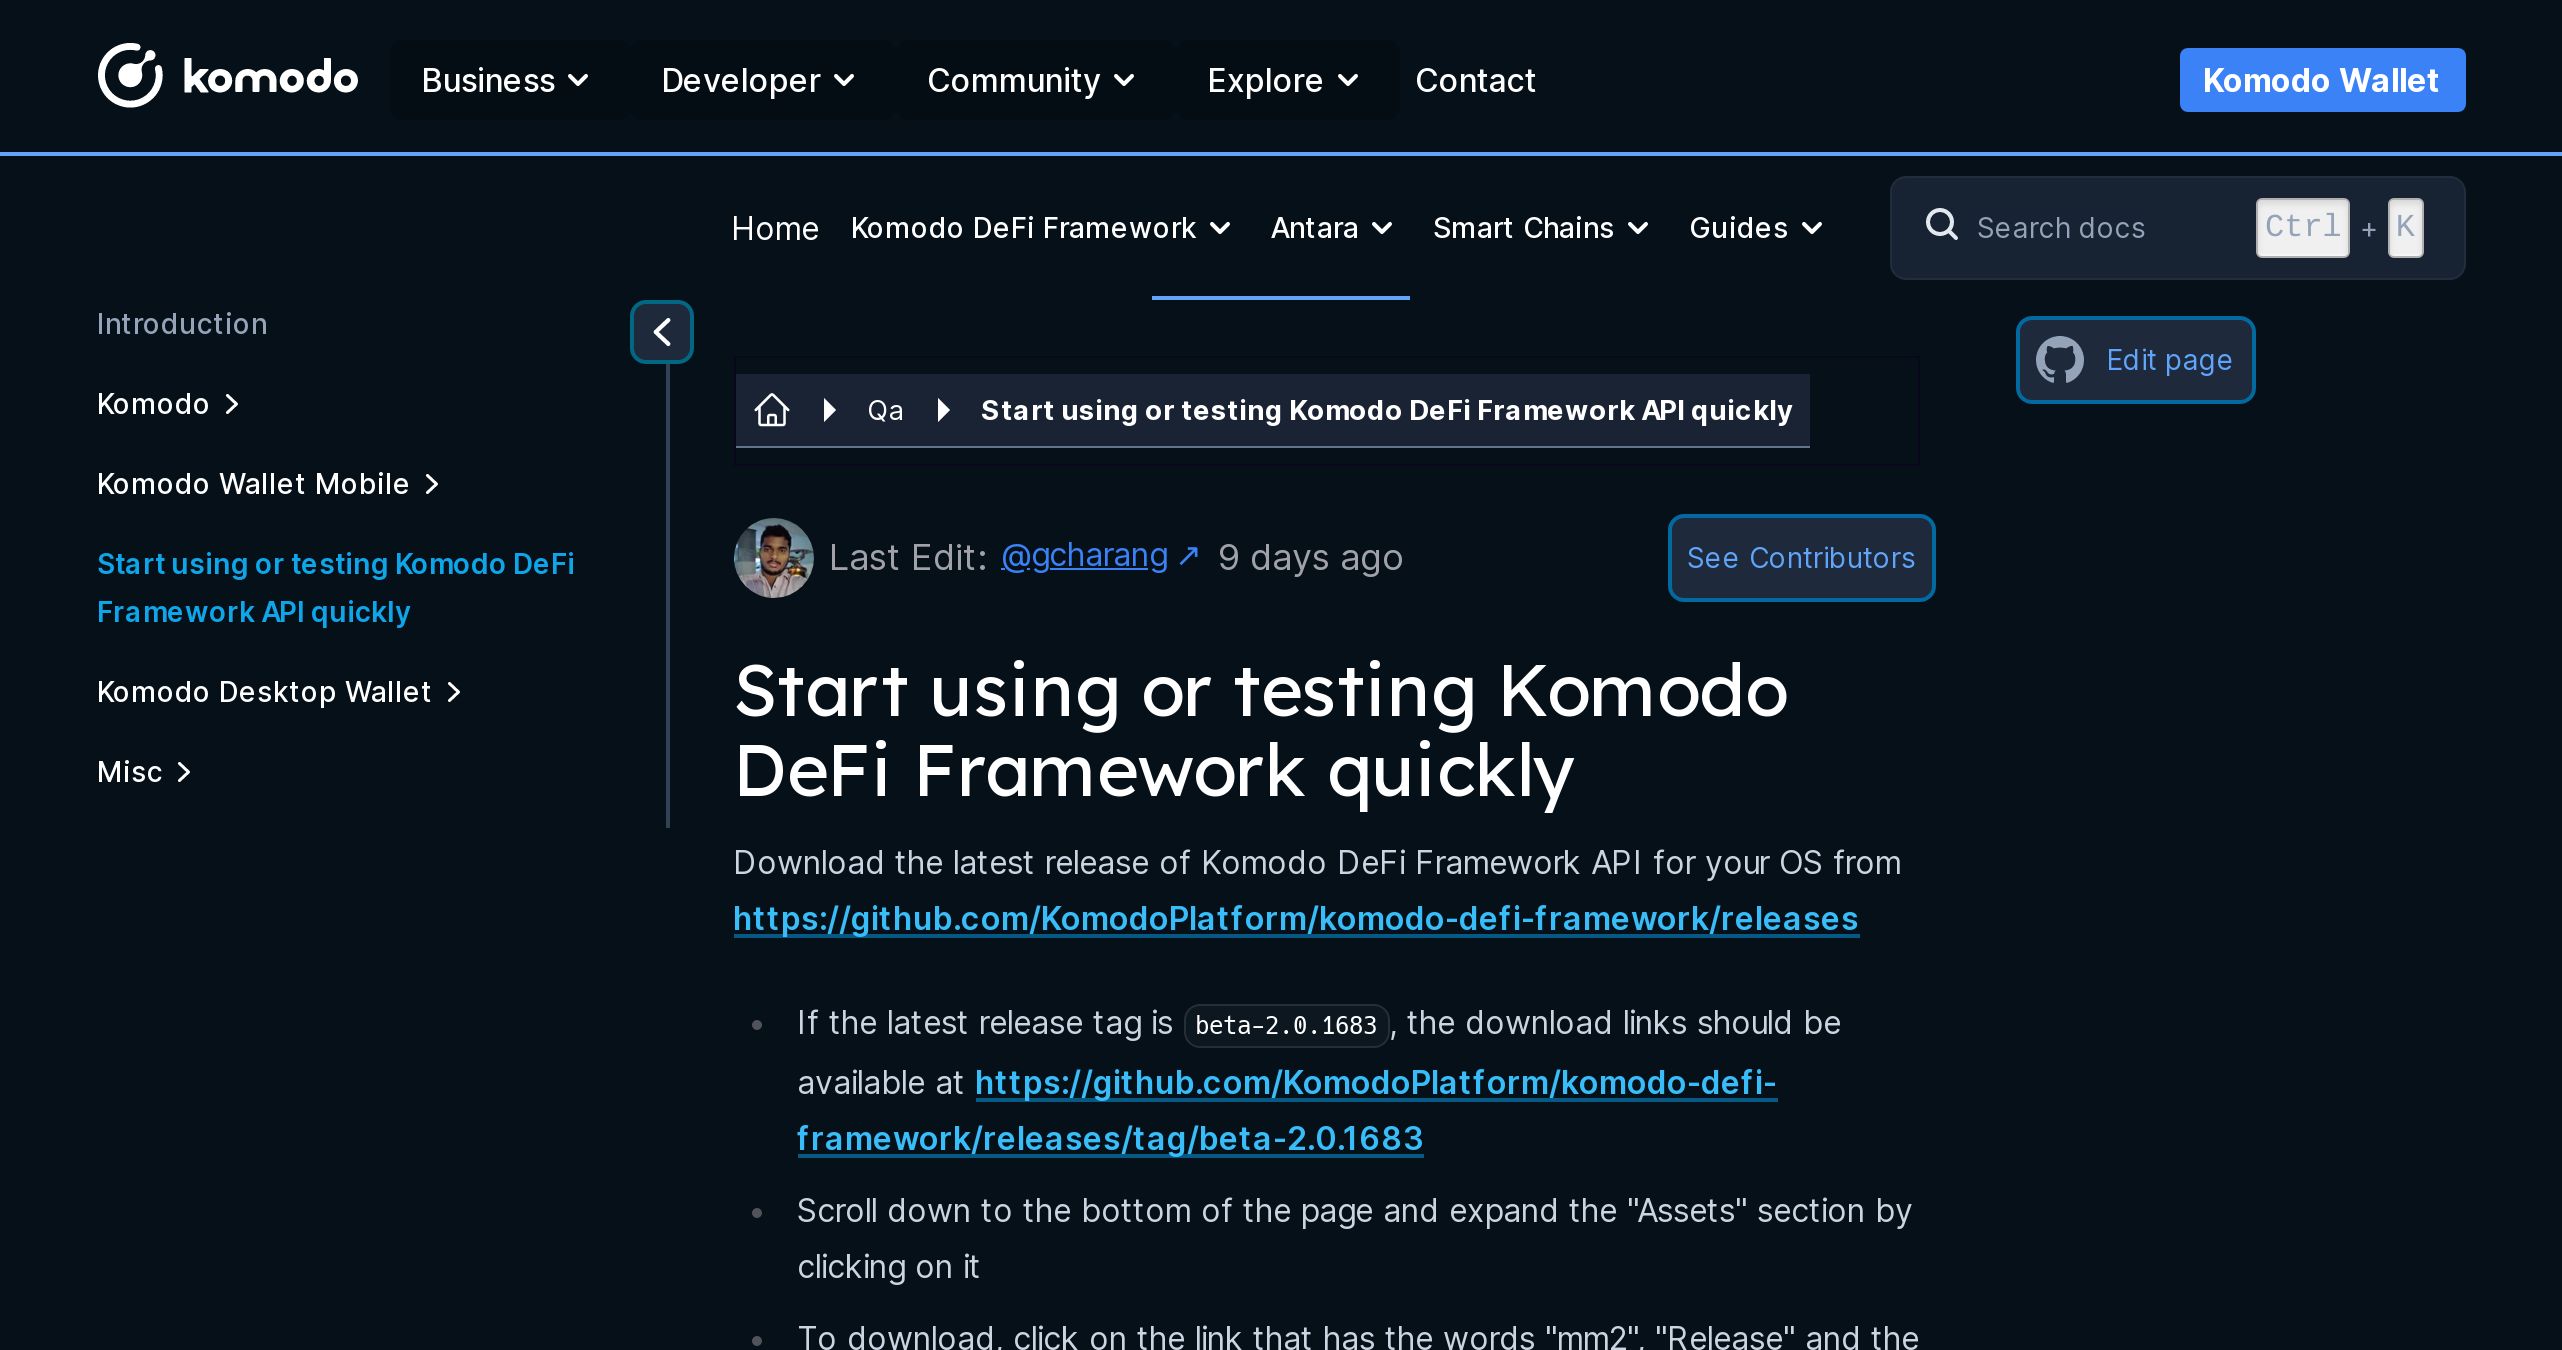 komodo Business Developer Community Explore Contact Komodo Wallet
Home Komodo DeFi Framework Antara Smart Chains Guides Search docs Ctrl + K
Introduction
Komodo
Komodo Wallet Mobile
Start using or testing Komodo DeFi
Framework API quickly
Komodo Desktop Wallet
Misc
Edit page
Qa Start using or testing Komodo DeFi Framework API quickly
Last Edit: @gcharang ↗ 9 days ago See Contributors
Start using or testing Komodo
DeFi Framework quickly
Download the latest release of Komodo DeFi Framework API for your OS from
https://github.com/KomodoPlatform/komodo-defi-framework/releases
If the latest release tag is beta-2.0.1683, the download links should be
available at https://github.com/KomodoPlatform/komodo-defi-
framework/releases/tag/beta-2.0.1683
Scroll down to the bottom of the page and expand the "Assets" section by
clicking on it
To download, click on the link that has the words "mm2", "Release" and the